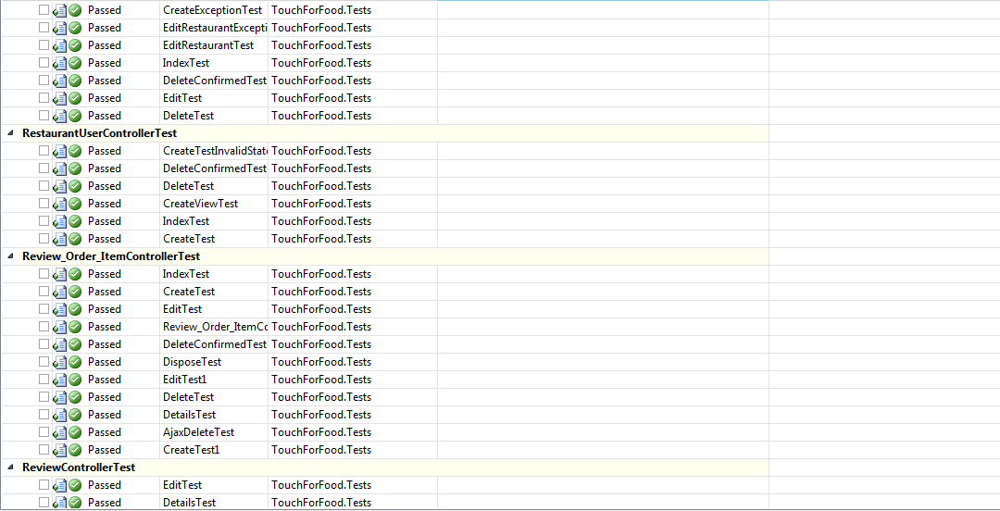 Passed CreateExceptionTest TouchForFood.Tests
Passed EditRestaurantExcepti TouchForFood.Tests
Passed EditRestaurantTest TouchForFood.Tests
Passed IndexTest TouchForFood.Tests
Passed DeleteConfirmedTest TouchForFood.Tests
Passed EditTest TouchForFood.Tests
Passed DeleteTest TouchForFood.Tests
RestaurantUserControllerTest
Passed CreateTestInvalidState TouchForFood.Tests
Passed DeleteConfirmedTest TouchForFood.Tests
Passed DeleteTest TouchForFood.Tests
Passed CreateViewTest TouchForFood.Tests
Passed IndexTest TouchForFood.Tests
Passed CreateTest TouchForFood.Tests
Review_Order_ItemControllerTest
Passed IndexTest TouchForFood.Tests
Passed CreateTest TouchForFood.Tests
Passed EditTest TouchForFood.Tests
Passed Review_Order_ItemCo TouchForFood.Tests
Passed DeleteConfirmedTest TouchForFood.Tests
Passed DisposeTest TouchForFood.Tests
Passed EditTest1 TouchForFood.Tests
Passed DeleteTest TouchForFood.Tests
Passed DetailsTest TouchForFood.Tests
Passed AjaxDeleteTest TouchForFood.Tests
Passed CreateTest1 TouchForFood.Tests
ReviewControllerTest
Passed EditTest TouchForFood.Tests
Passed DetailsTest TouchForFood.Tests